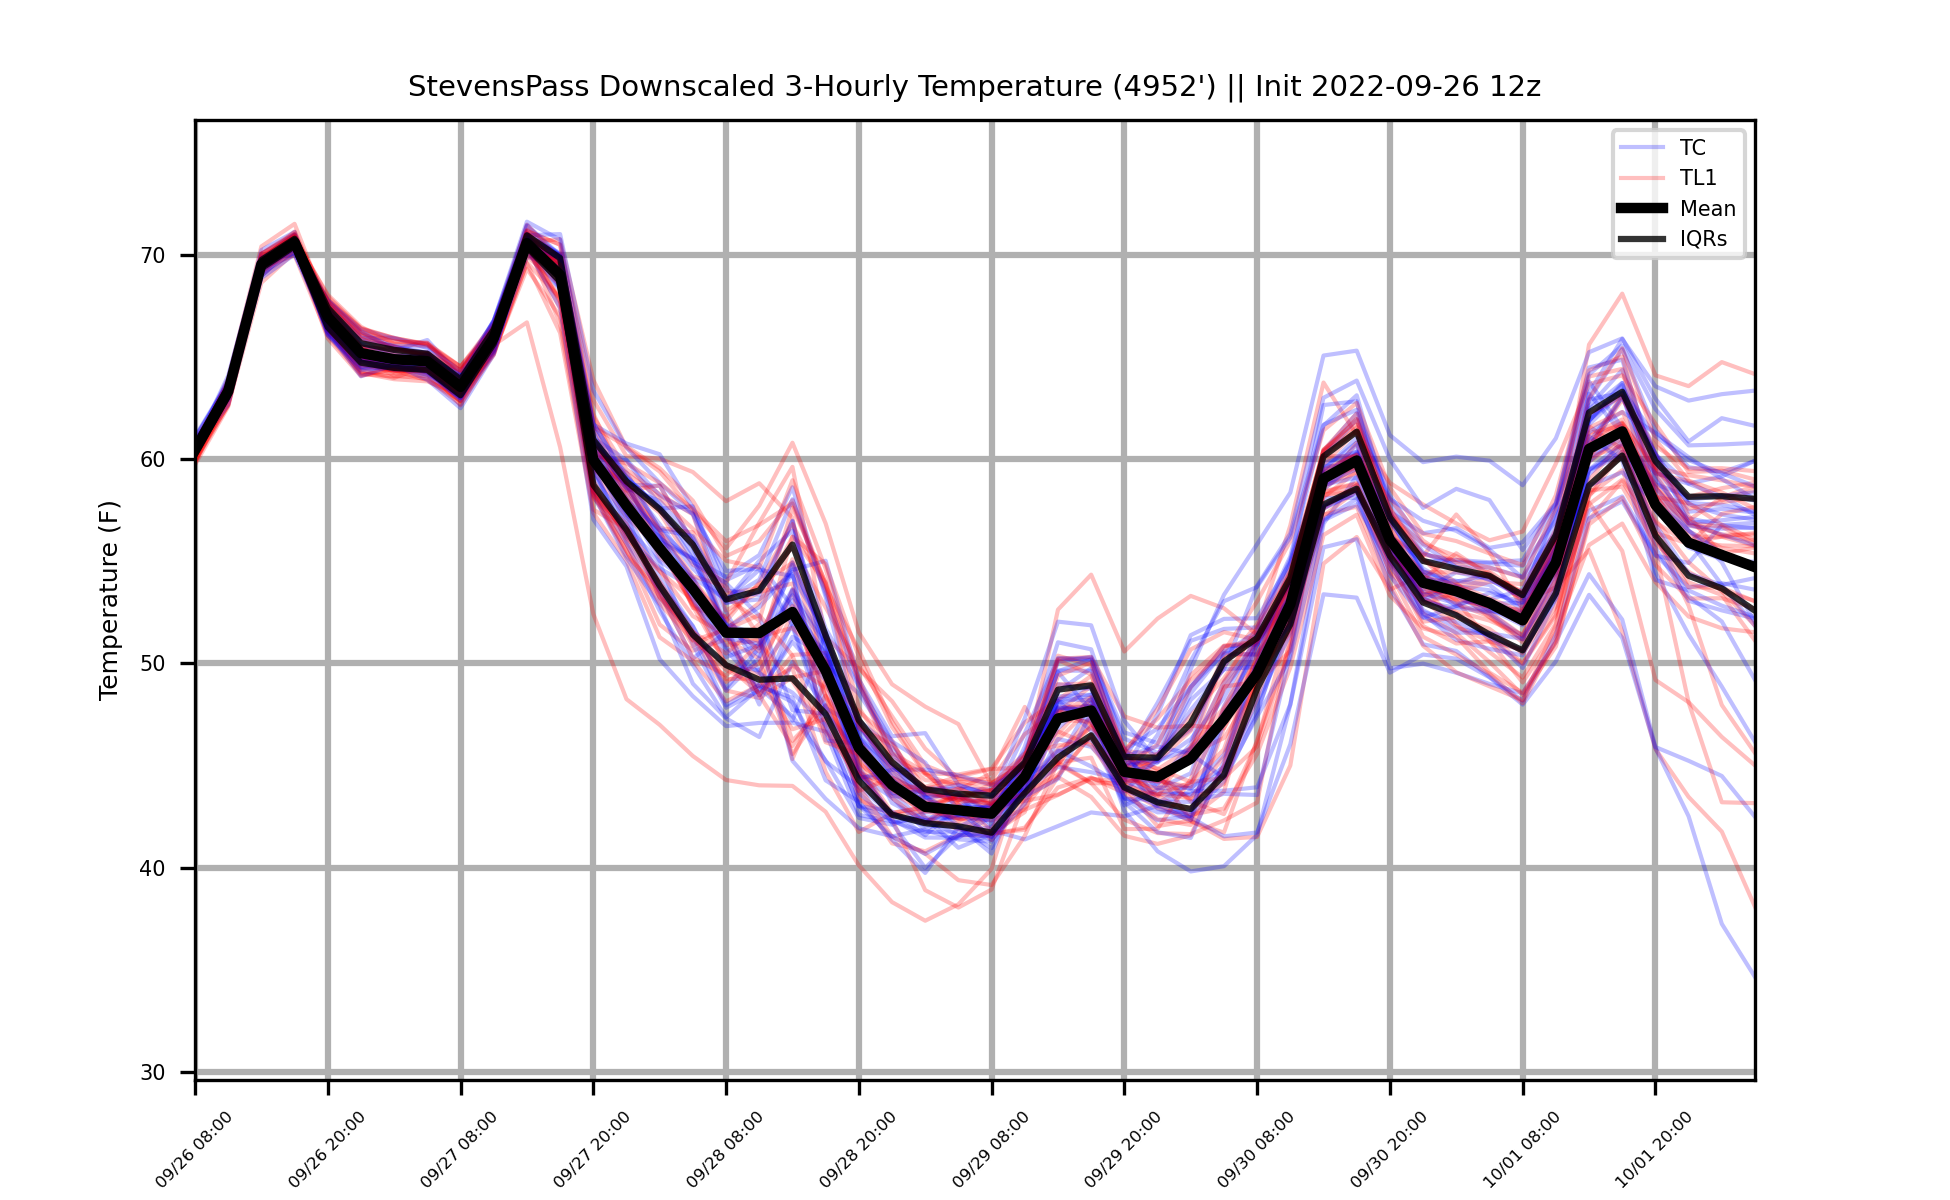 StevensPass Downscaled 3-Hourly Temperature (4952') || Init 2022-09-26 12z
TC
TL1
Mean
IQRs
Temperature (F)
70
60
50
40
30
09/26 08:00
09/26 20:00
09/27 08:00
09/27 20:00
09/28 08:00
09/28 20:00
09/29 08:00
09/29 20:00
09/30 08:00
09/30 20:00
10/01 08:00
10/01 20:00